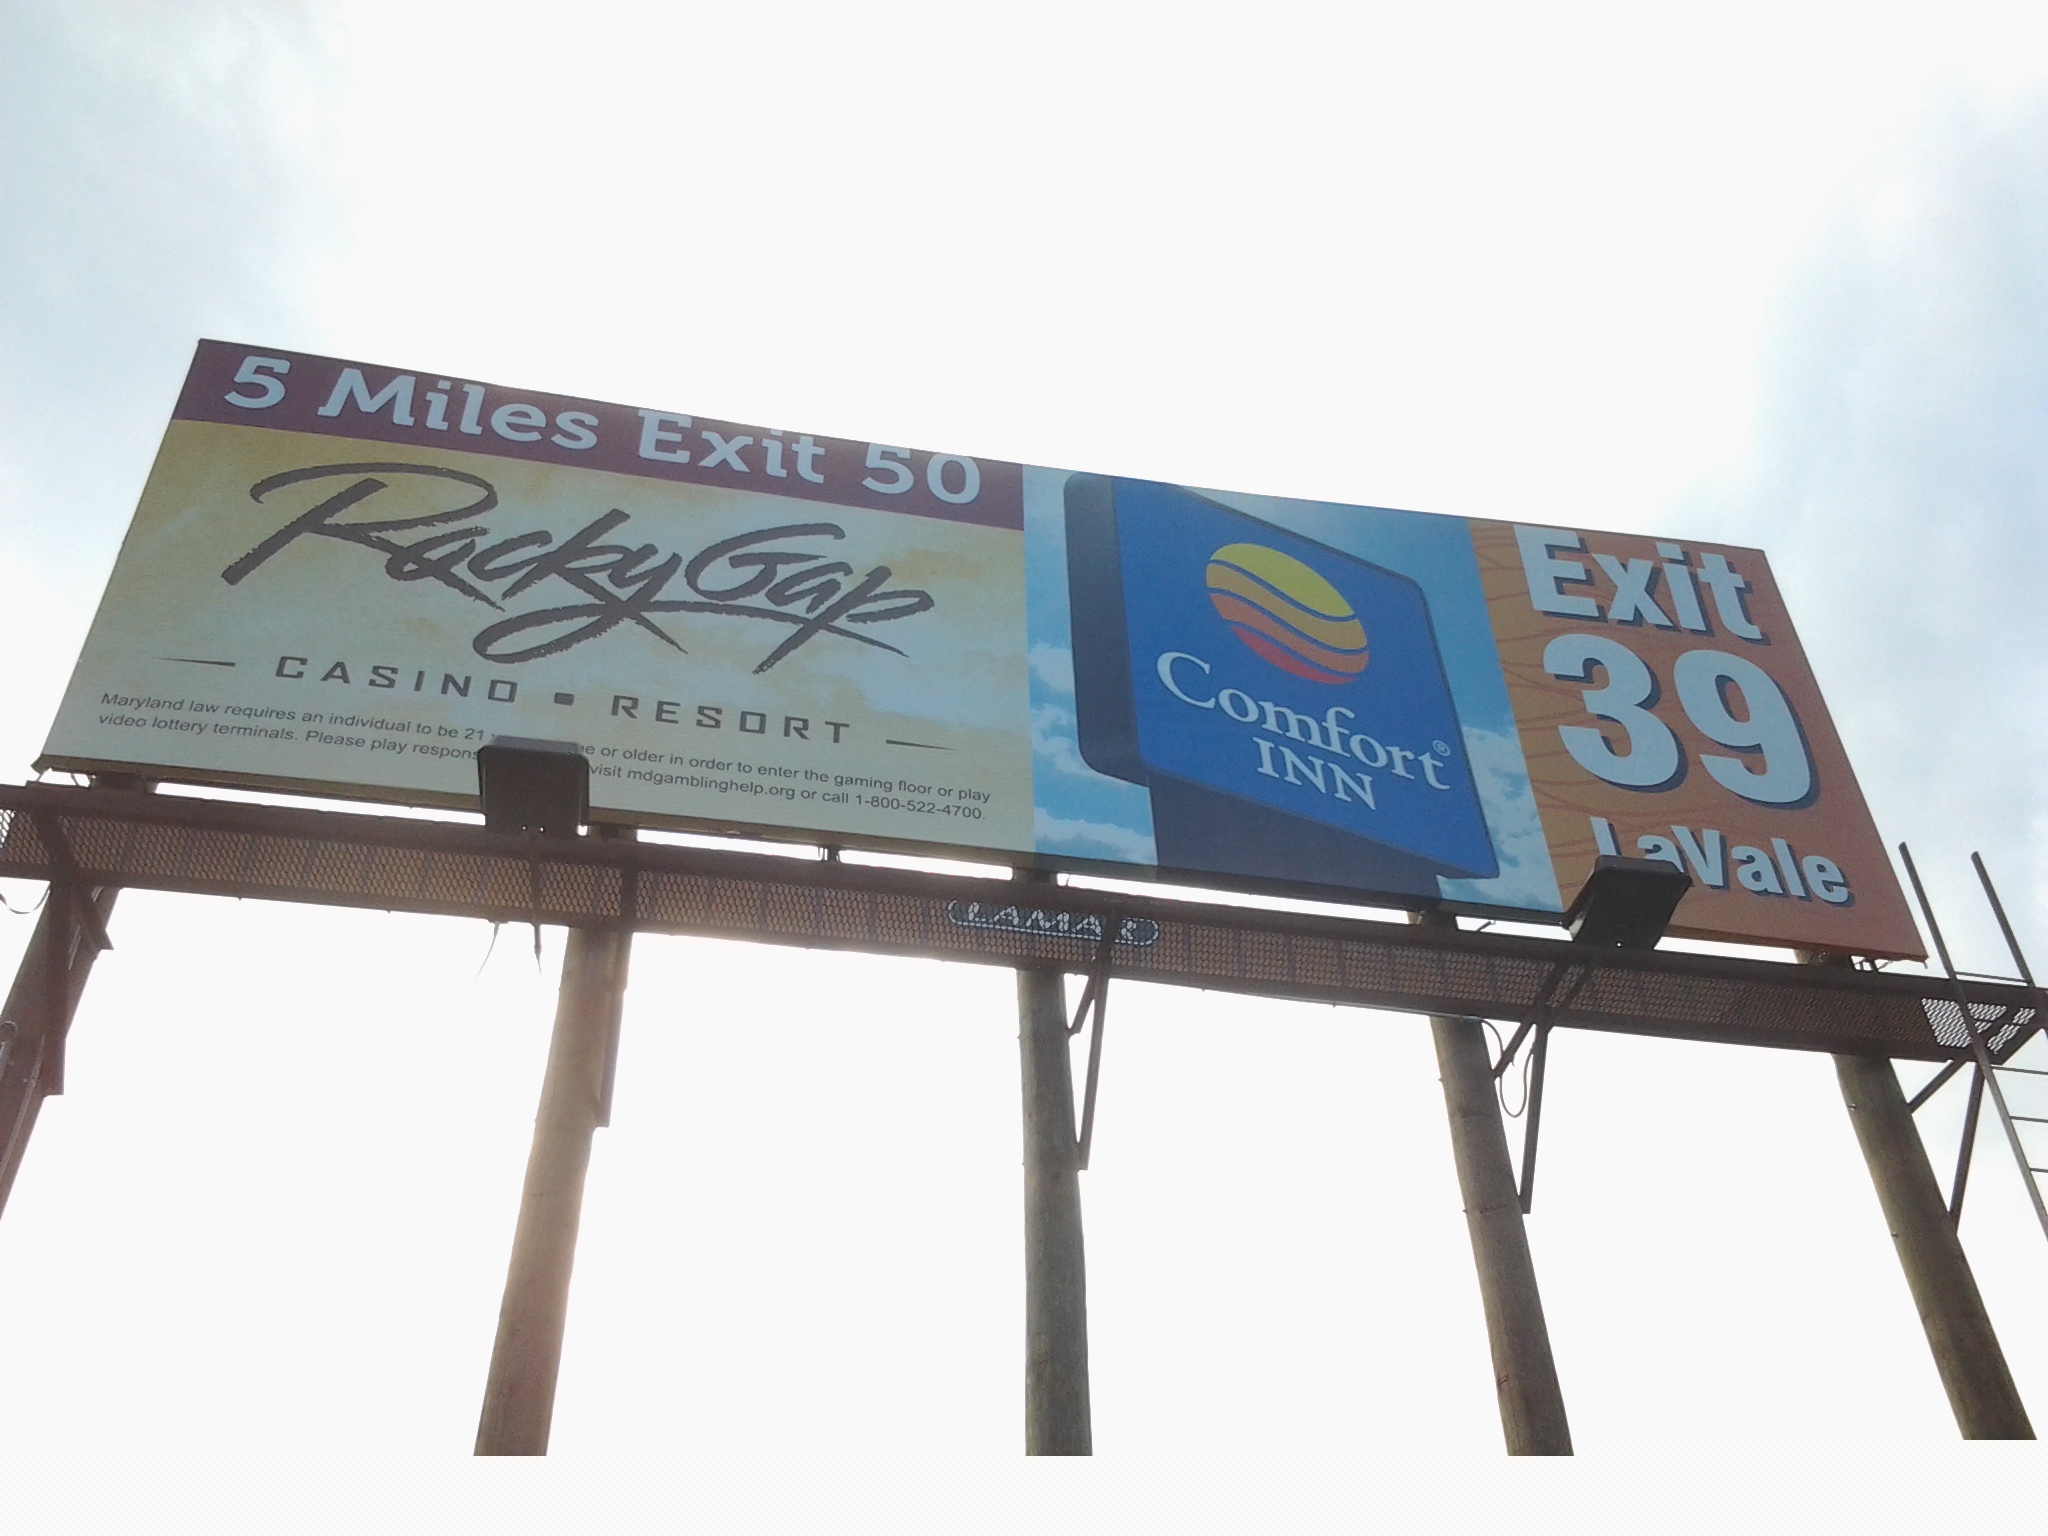 5 Miles Exit 50
Rocky Gap
CASINO ▪ RESORT
Maryland law requires an individual to be 21 or older in order to enter the gaming floor or play
video lottery terminals. Please play visit mdgamblinghelp.org or call 1-800-522-4700.
Comfort®
INN
Exit
39
LaVale
LAMAR